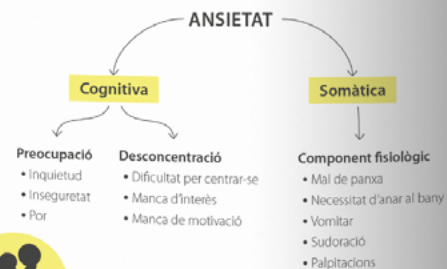 ANSIETAT
Cognitiva
Preocupació
• Inquietud
• Inseguretat
• Por
Desconcentració
• Dificultat per centrar-se
• Manca d'interès
• Manca de motivació
Somàtica
Component fisiològic
• Mal de panxa
• Necessitat d'anar al bany
• Vomitar
• Sudoració
• Palpitacions